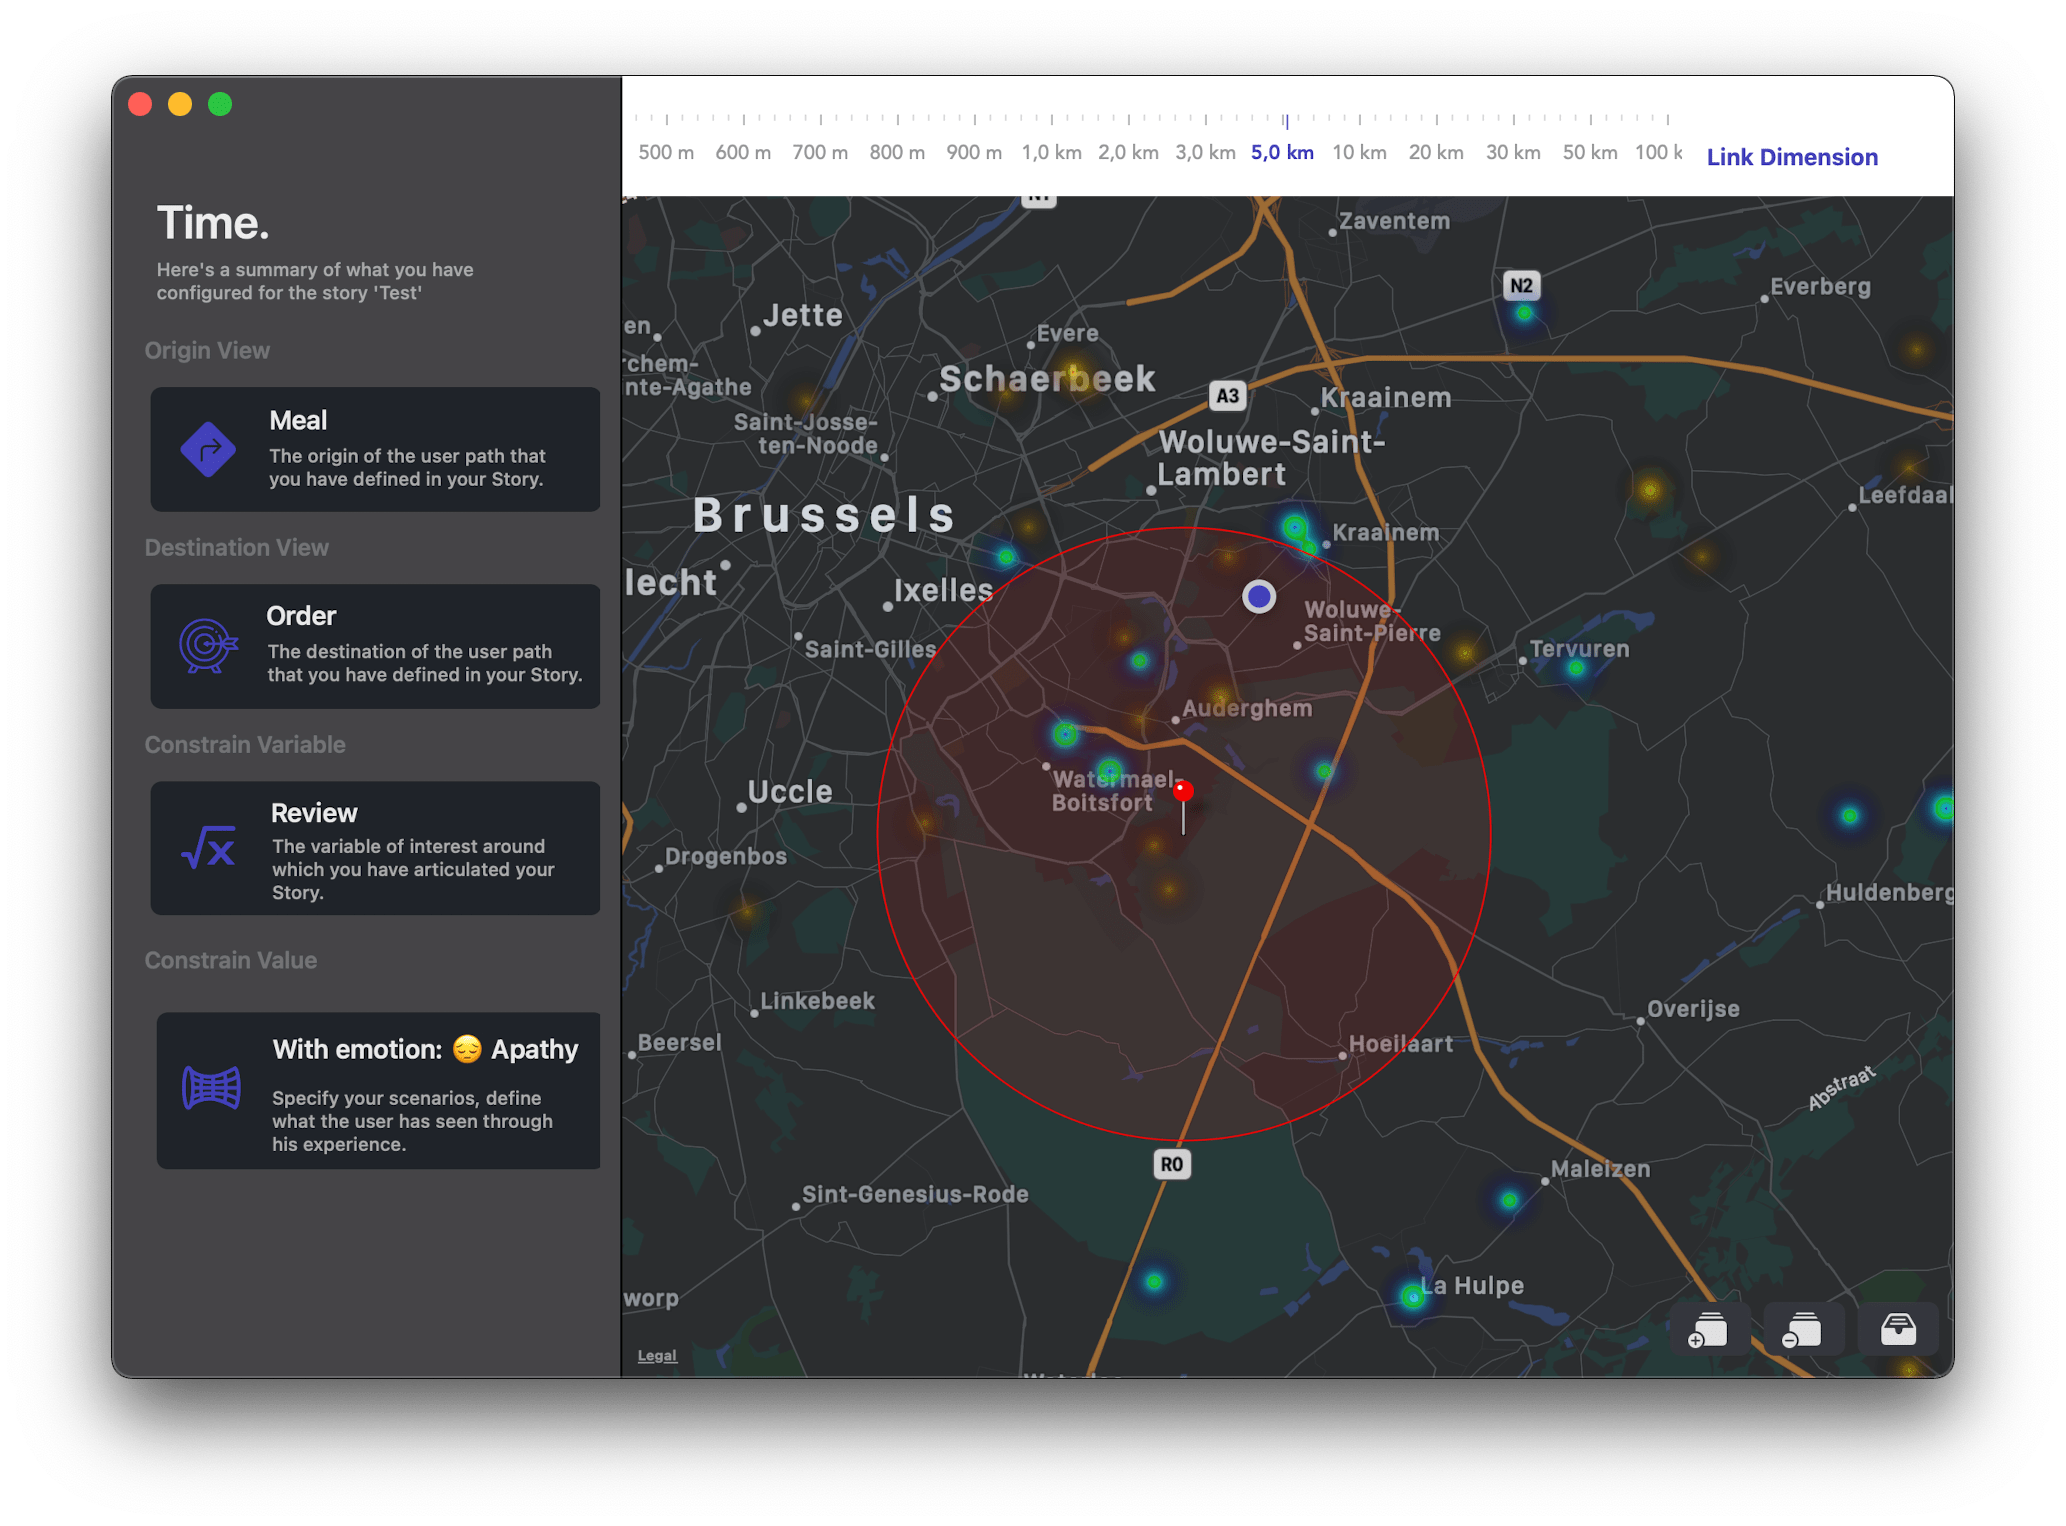 Time.
Here's a summary of what you have
configured for the story 'Test'
Origin View
Meal
The origin of the user path that
you have defined in your Story.
Destination View
Order
The destination of the user path
that you have defined in your Story.
Constrain Variable
Review
The variable of interest around
which you have articulated your
Story.
Constrain Value
With emotion: 😔 Apathy
Specify your scenarios, define
what the user has seen through
his experience.
500 m 600 m 700 m 800 m 900 m 1,0 km 2,0 km 3,0 km 5,0 km 10 km 20 km 30 km 50 km 100 k
Link Dimension
N1
Zaventem
N2
Everberg
Jette
en
Evere
rchem-
nte-Agathe
Schaerbeek
A3
Kraainem
Saint-Josse-
ten-Noode
Woluwe-Saint-
Lambert
Leefdaal
Brussels
Kraainem
lecht
Ixelles
Woluwe-
Saint-Pierre
Saint-Gilles
Tervuren
Auderghem
Watermael-
Boitsfort
Uccle
Drogenbos
Huldenberg
Linkebeek
Overijse
Beersel
Hoeilaart
Abstraat
R0
Maleizen
Sint-Genesius-Rode
La Hulpe
worp
Legal